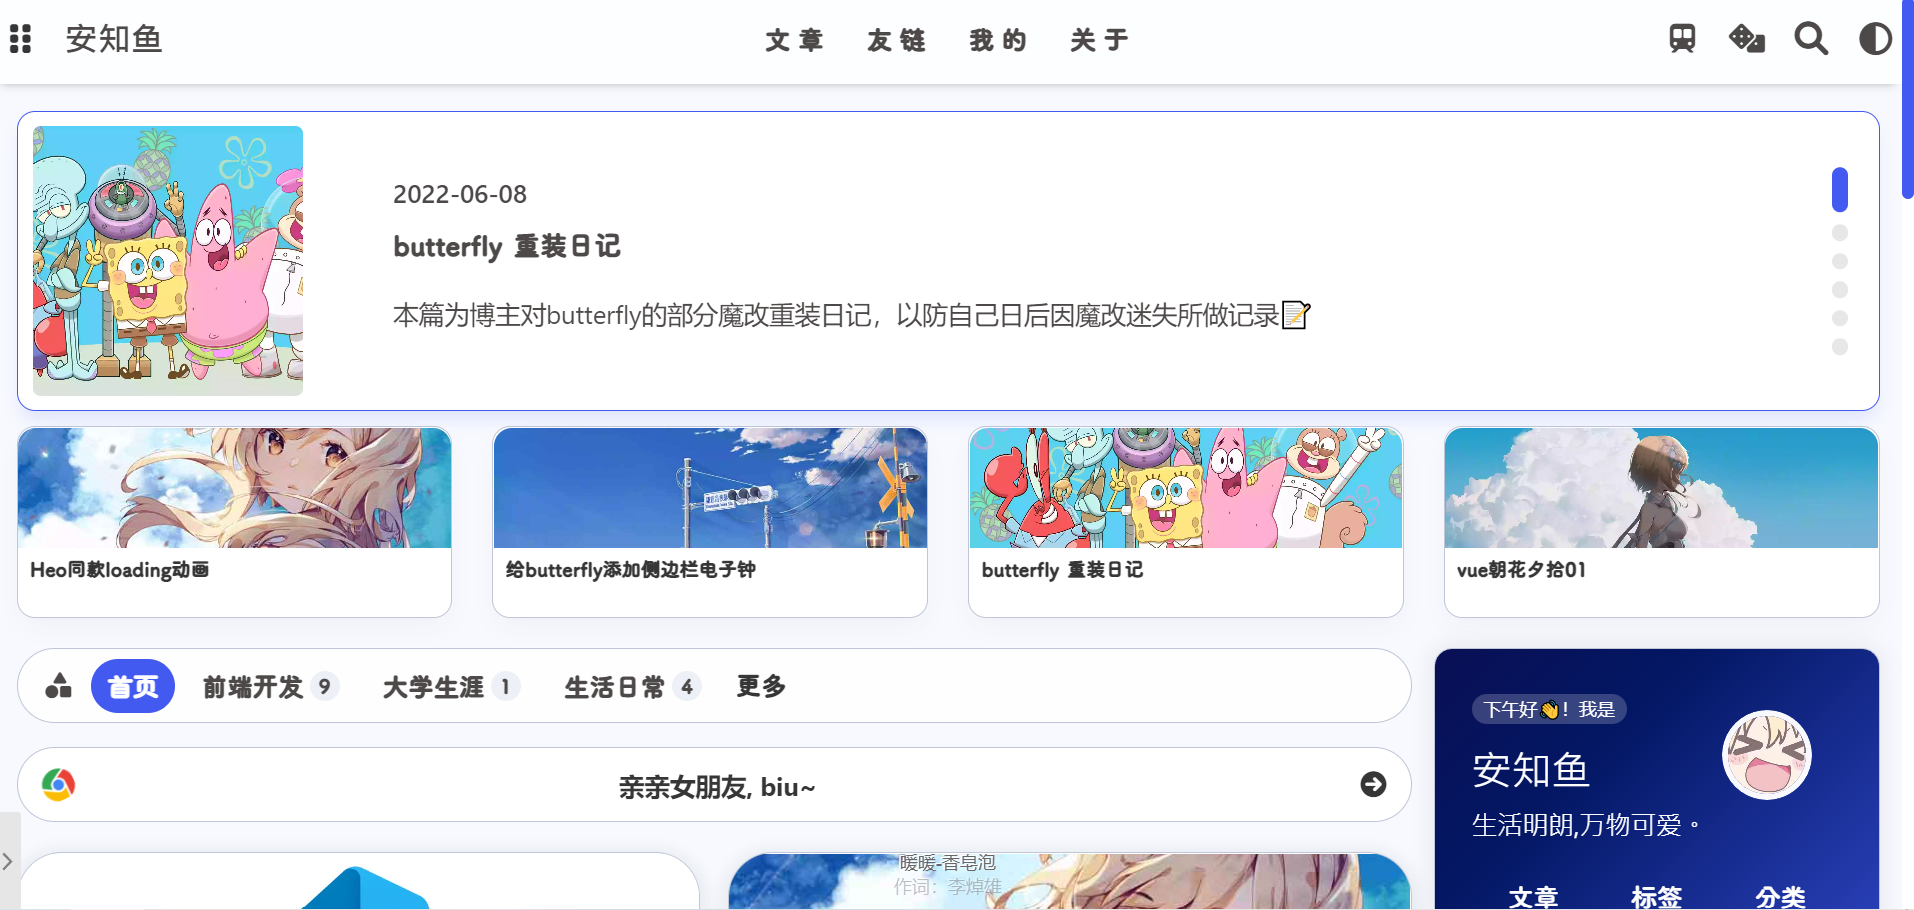 安知鱼
文章 友链 我的 关于
2022-06-08
butterfly 重装日记
本篇为博主对butterfly的部分魔改重装日记，以防自己日后因魔改迷失所做记录📝
Heo同款loading动画
给butterfly添加侧边栏电子钟
butterfly 重装日记
vue朝花夕拾01
首页 前端开发 9 大学生涯 1 生活日常 4 更多
亲亲女朋友, biu~
下午好👋！我是
安知鱼
生活明朗,万物可爱。
暖暖-香皂泡
作词：李焯雄
文章 标签 分类